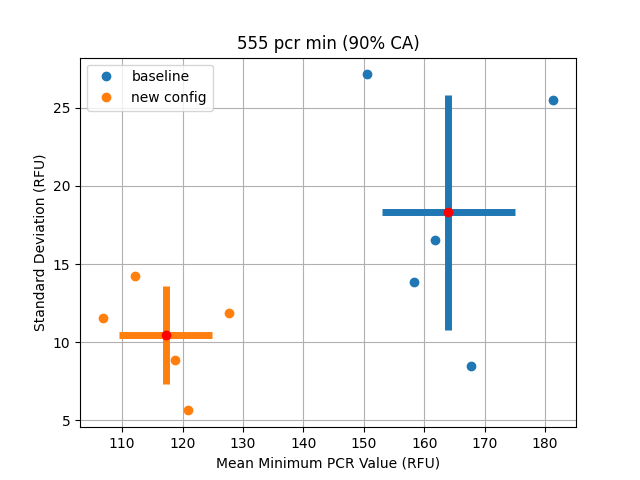 555 pcr min (90% CA)
baseline
new config
Standard Deviation (RFU)
25
20
15
10
5
110 120 130 140 150 160 170 180
Mean Minimum PCR Value (RFU)